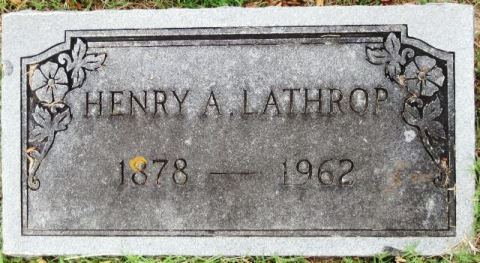 HENRY A. LATHROP
1878 — 1962